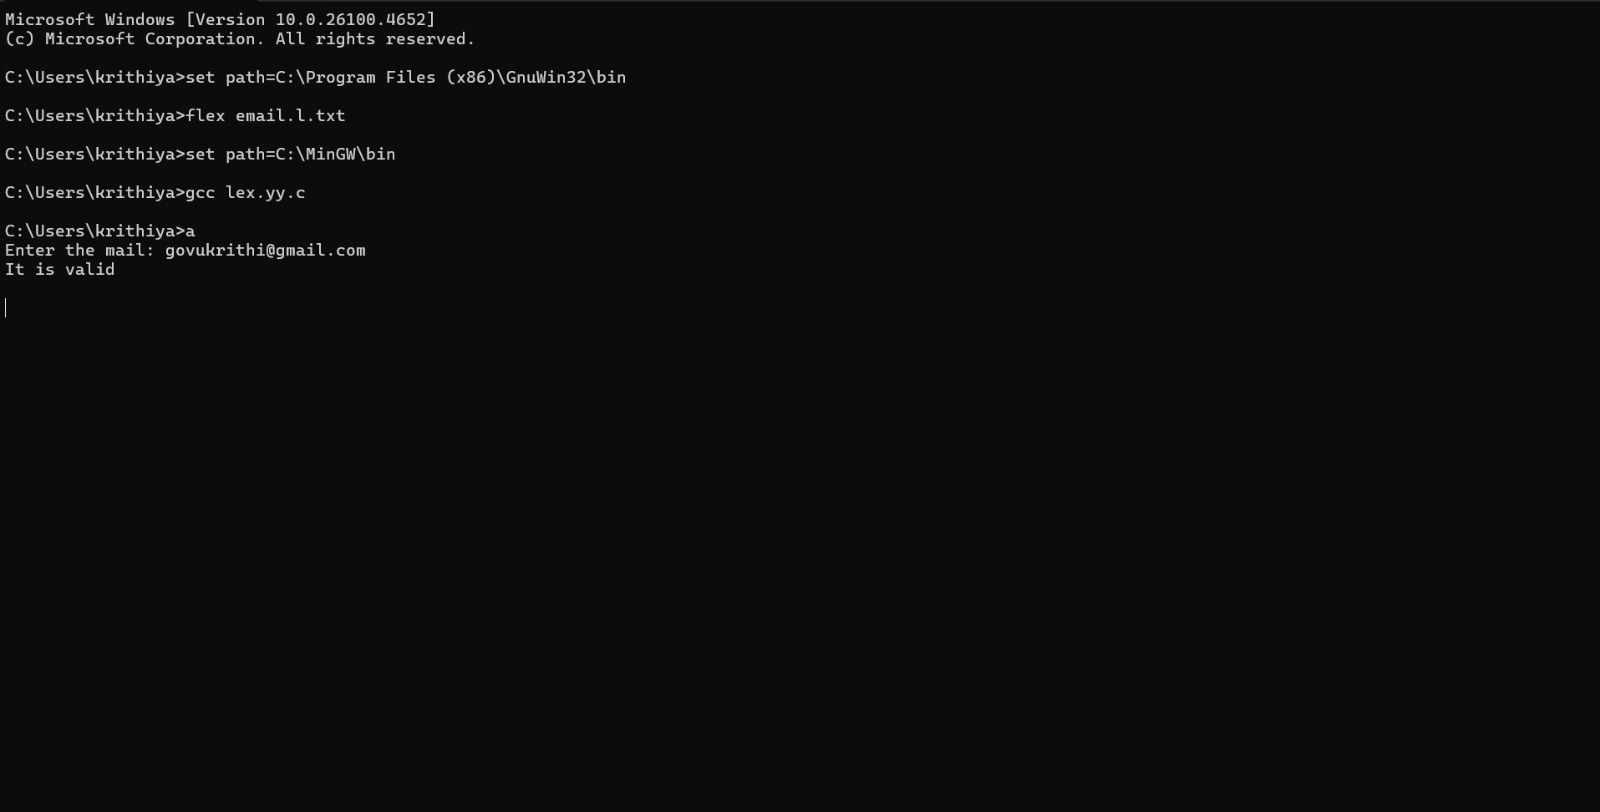 Microsoft Windows [Version 10.0.26100.4652]
(c) Microsoft Corporation. All rights reserved.
C:\Users\krithiya>set path=C:\Program Files (x86)\GnuWin32\bin
C:\Users\krithiya>flex email.l.txt
C:\Users\krithiya>set path=C:\MinGW\bin
C:\Users\krithiya>gcc lex.yy.c
C:\Users\krithiya>a
Enter the mail: govukrithi@gmail.com
It is valid